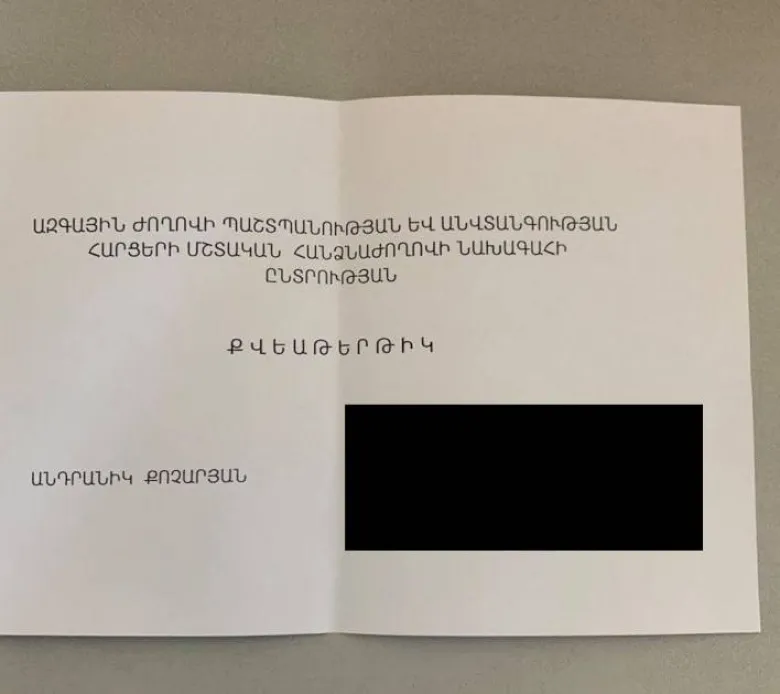 ԱԶԳԱՅԻՆ ԺՈՂՈՎԻ ՊԱՇՏՊԱՆՈՒԹՅԱՆ ԵՎ ԱՆՎՏԱՆԳՈՒԹՅԱՆ
ՀԱՐՑԵՐԻ ՄՇՏԱԿԱՆ ՀԱՆՁՆԱԺՈՂՈՎԻ ՆԱԽԱԳԱՀԻ
ԸՆՏՐՈՒԹՅԱՆ
ՔՎԵԱԹԵՐԹԻԿ
ԱՆԴՐԱՆԻԿ ՔՈՉԱՐՅԱՆ